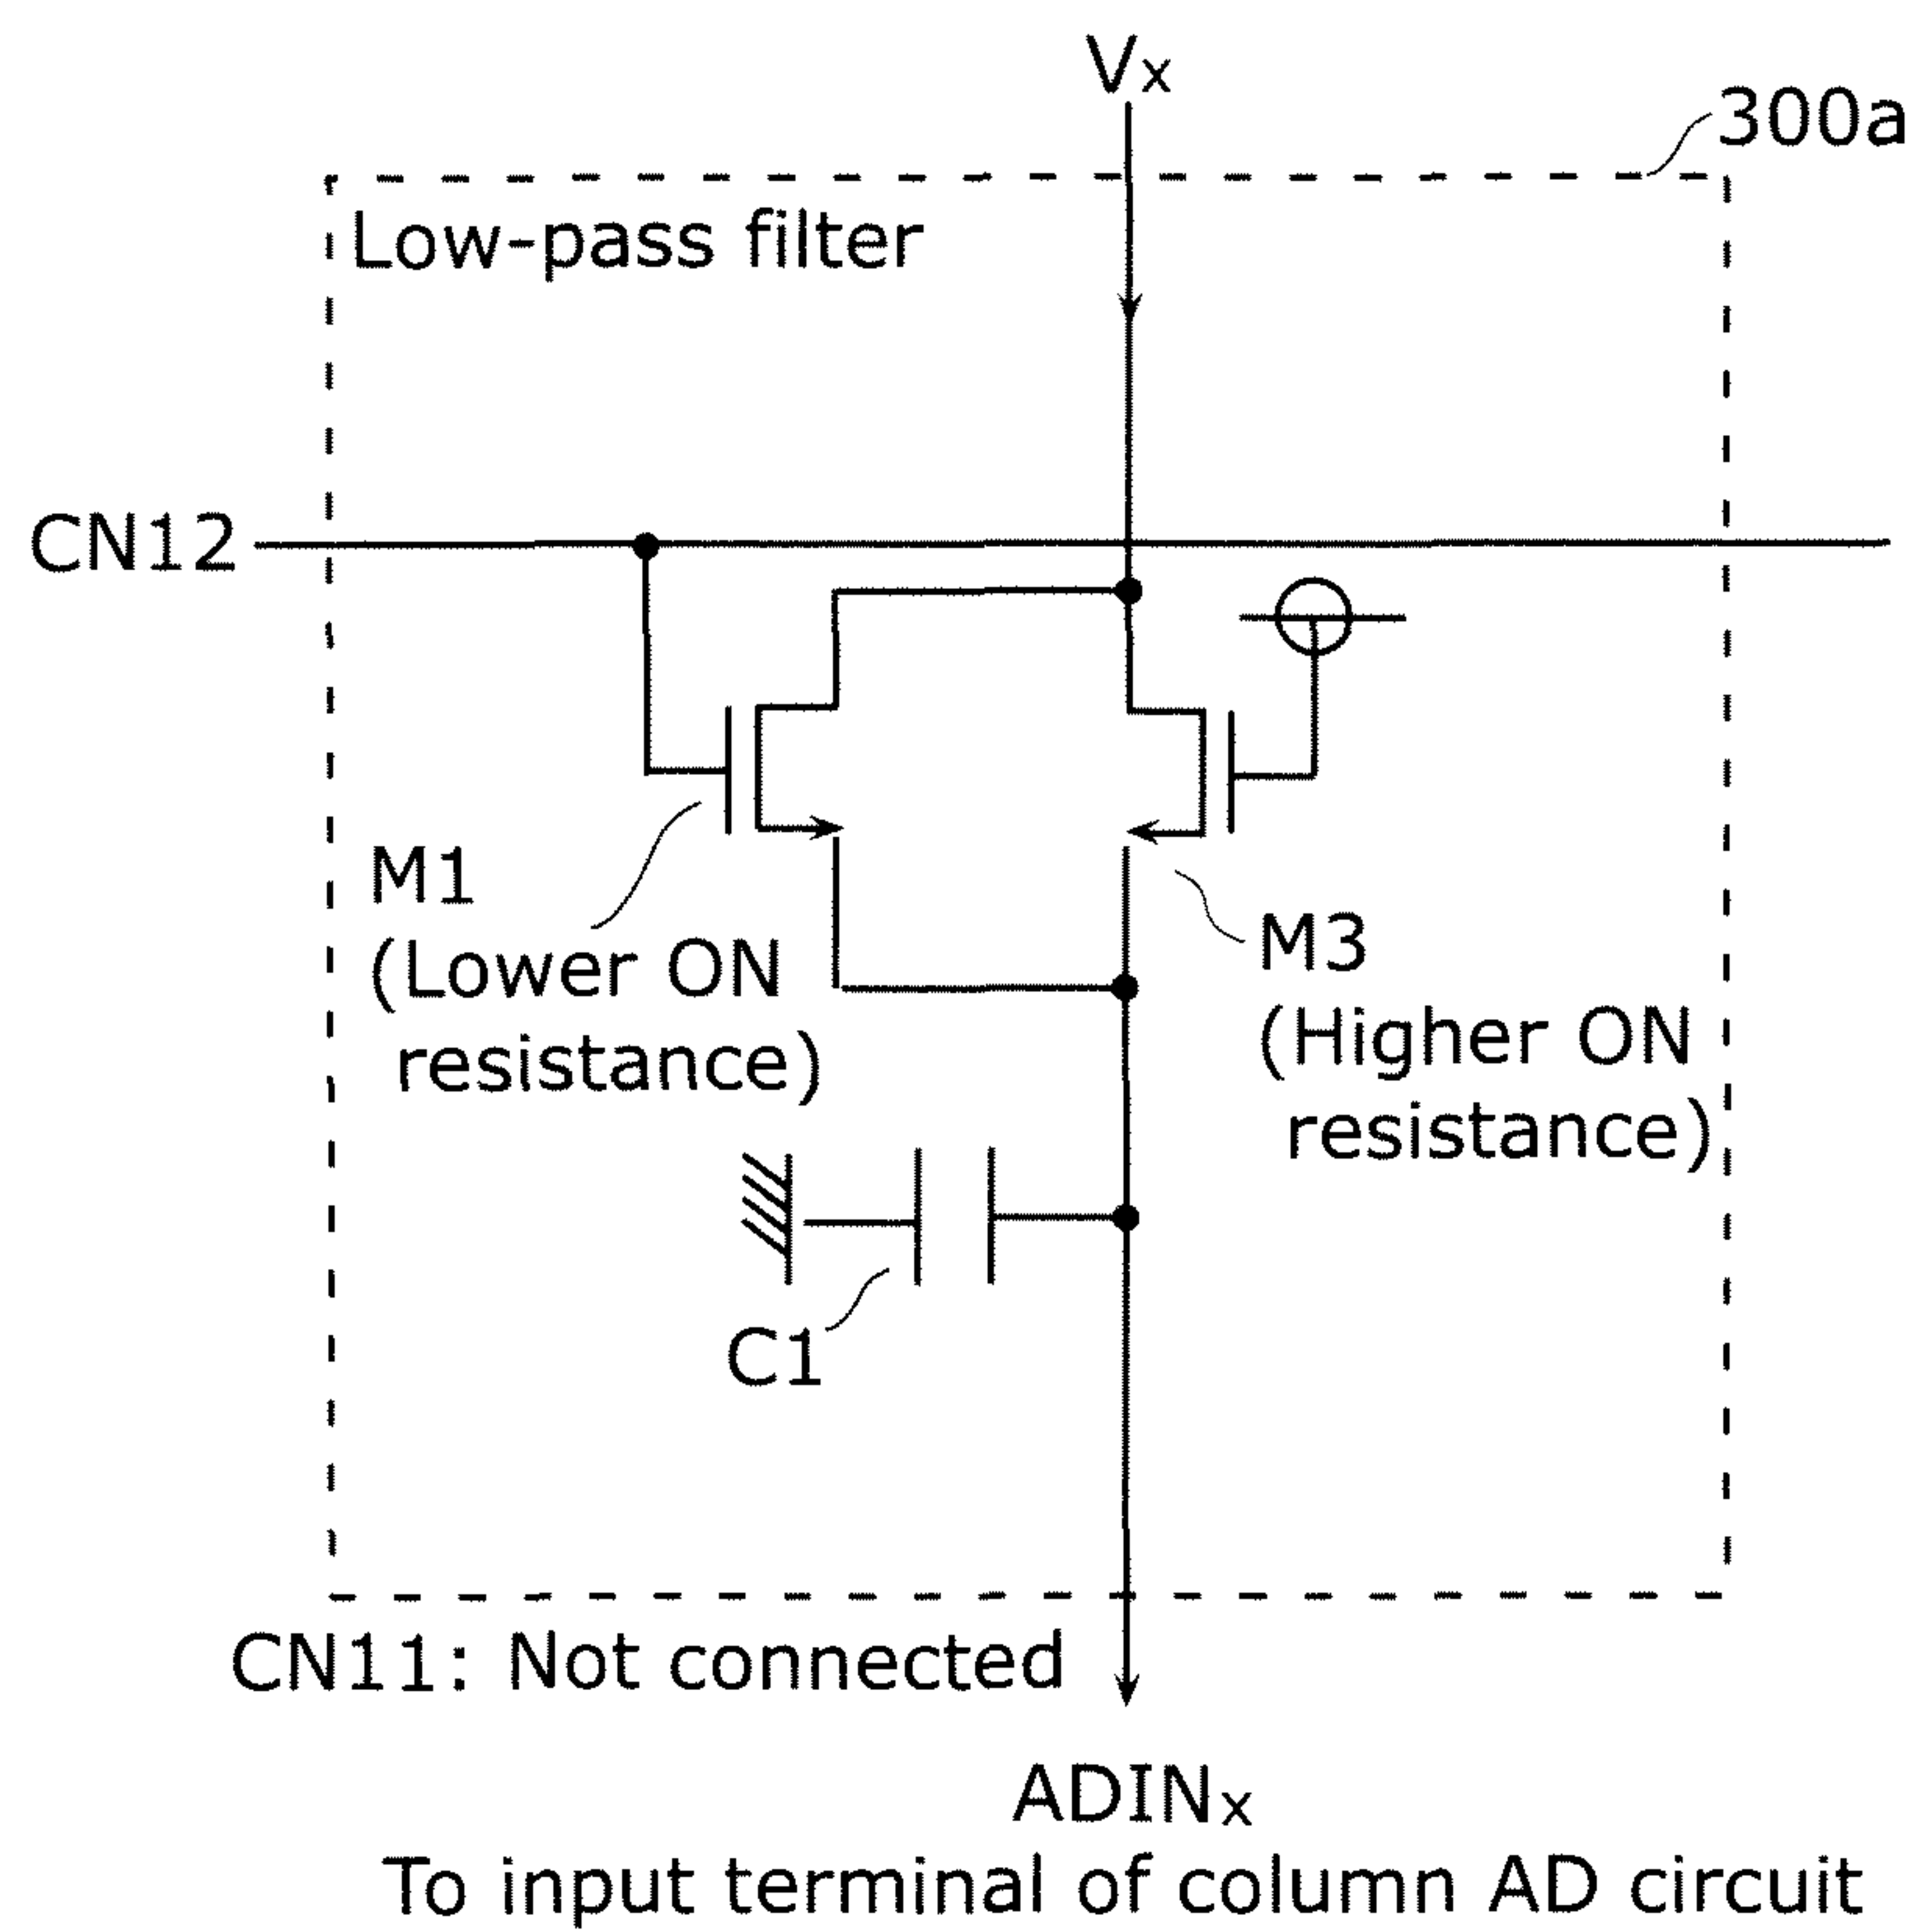 Vx
300a
Low-pass filter
CN12
M1
(Lower ON
resistance)
M3
(Higher ON
resistance)
C1
CN11: Not connected
ADINx
To input terminal of column AD circuit